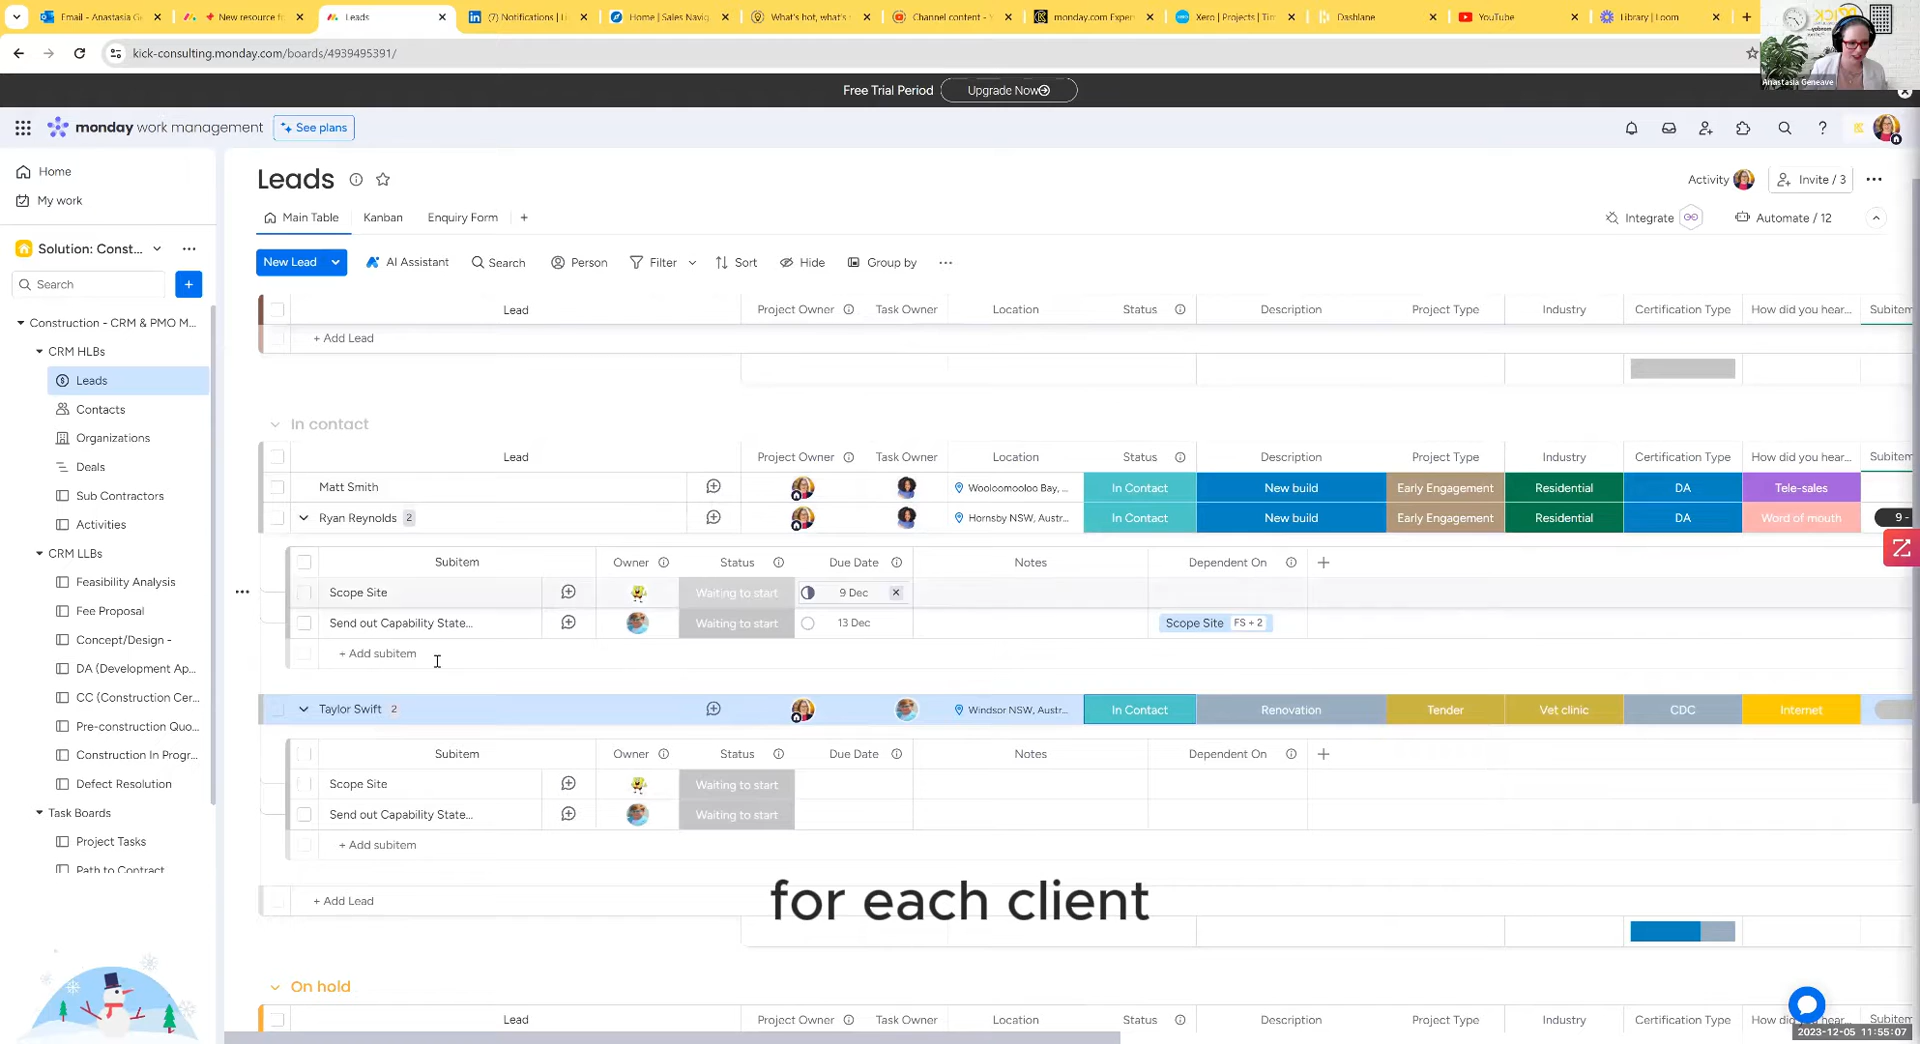 Email - Anastasia G
New resource f
Leads
(7) Notifications | Li
Home | Sales Navig
What's hot, what's
Channel content -
monday.com Exper
Xero | Projects | Tim
Dashlane
YouTube
Library | Loom
kick-consulting.monday.com/boards/4939495391/
Anastasia Geneave
Free Trial Period Upgrade Now
monday work management See plans
Home
My work
Solution: Const...
Search
Construction - CRM & PMO M...
CRM HLBs
Leads
Contacts
Organizations
Deals
Sub Contractors
Activities
CRM LLBs
Feasibility Analysis
Fee Proposal
Concept/Design -
DA (Development Ap...
CC (Construction Cer...
Pre-construction Quo...
Construction In Progr...
Defect Resolution
Task Boards
Project Tasks
Path to Contract
Leads
Activity Invite / 3
Main Table Kanban Enquiry Form +
Integrate Automate / 12
New Lead AI Assistant Search Person Filter Sort Hide Group by
Lead Project Owner Task Owner Location Status Description Project Type Industry Certification Type How did you hear... Subitem
+ Add Lead
In contact
Lead Project Owner Task Owner Location Status Description Project Type Industry Certification Type How did you hear... Subitem
Matt Smith Wooloomooloo Bay, ... In Contact New build Early Engagement Residential DA Tele-sales
Ryan Reynolds 2 Hornsby NSW, Austr... In Contact New build Early Engagement Residential DA Word of mouth 9 -
Subitem Owner Status Due Date Notes Dependent On +
Scope Site Waiting to start 9 Dec
Send out Capability State... Waiting to start 13 Dec Scope Site FS + 2
+ Add subitem
Taylor Swift 2 Windsor NSW, Austr... In Contact Renovation Tender Vet clinic CDC Internet
Subitem Owner Status Due Date Notes Dependent On +
Scope Site Waiting to start
Send out Capability State... Waiting to start
+ Add subitem
+ Add Lead
for each client
On hold
Lead Project Owner Task Owner Location Status Description Project Type Industry Certification Type How did you hear... Subitem
2023-12-05 11:55:07